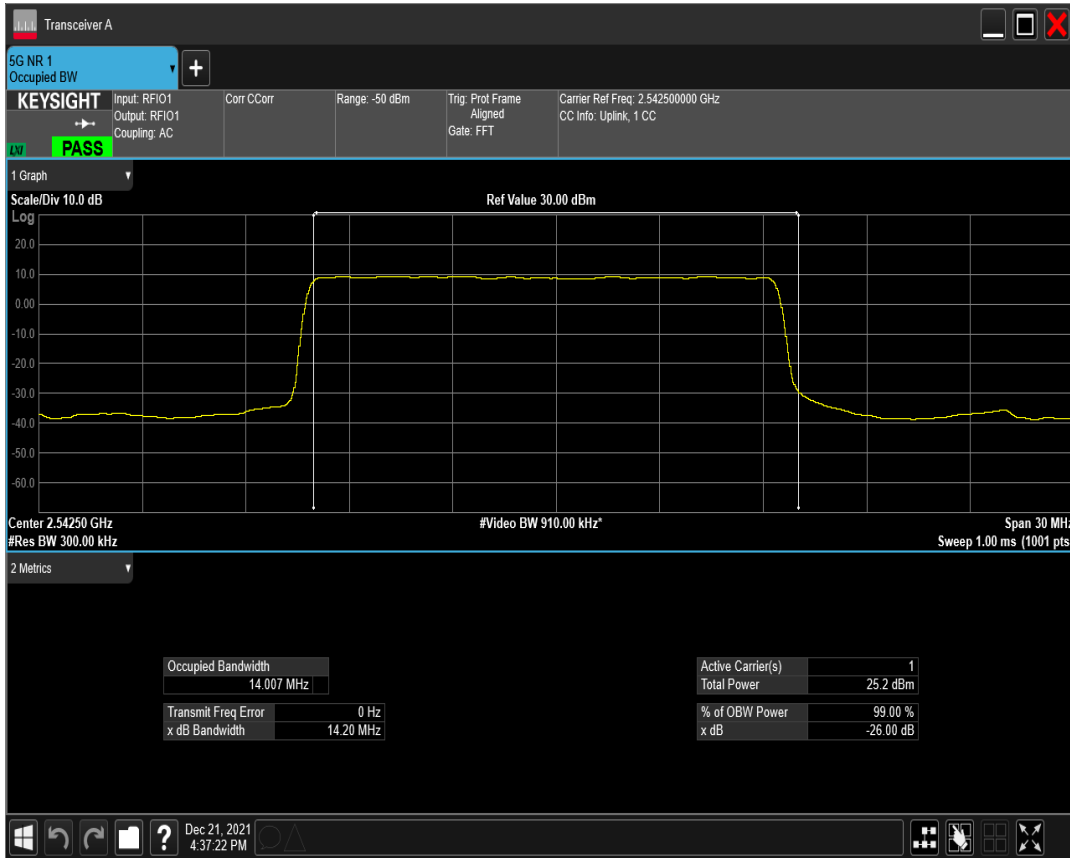 Transceiver A
5G NR 1
Occupied BW
+
KEYSIGHT
LXI
PASS
Input: RFIO1
Output: RFIO1
Coupling: AC
Corr CCorr
Range: -50 dBm
Trig: Prot Frame
Aligned
Gate: FFT
Carrier Ref Freq: 2.542500000 GHz
CC Info: Uplink, 1 CC
1 Graph
Scale/Div 10.0 dB
Ref Value 30.00 dBm
Log
20.0
10.0
0.00
-10.0
-20.0
-30.0
-40.0
-50.0
-60.0
Center 2.54250 GHz
#Video BW 910.00 kHz*
Span 30 MHz
#Res BW 300.00 kHz
Sweep 1.00 ms (1001 pts
2 Metrics
Occupied Bandwidth
14.007 MHz
Transmit Freq Error 0 Hz
x dB Bandwidth 14.20 MHz
Active Carrier(s) 1
Total Power 25.2 dBm
% of OBW Power 99.00 %
x dB -26.00 dB
?
Dec 21, 2021
4:37:22 PM